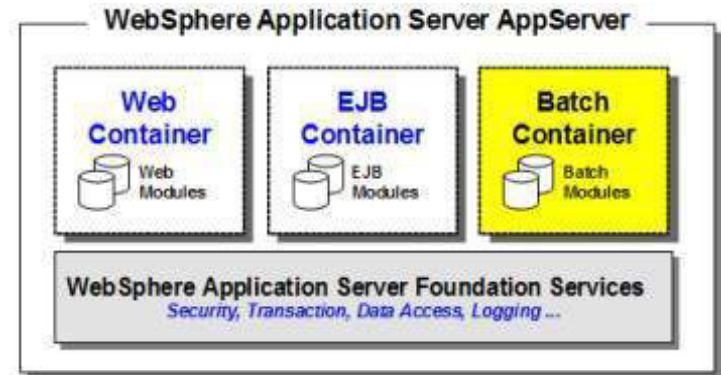 WebSphere Application Server AppServer
Web
Container
Web
Modules
EJB
Container
EJB
Modules
Batch
Container
Batch
Modules
WebSphere Application Server Foundation Services
Security, Transaction, Data Access, Logging ...